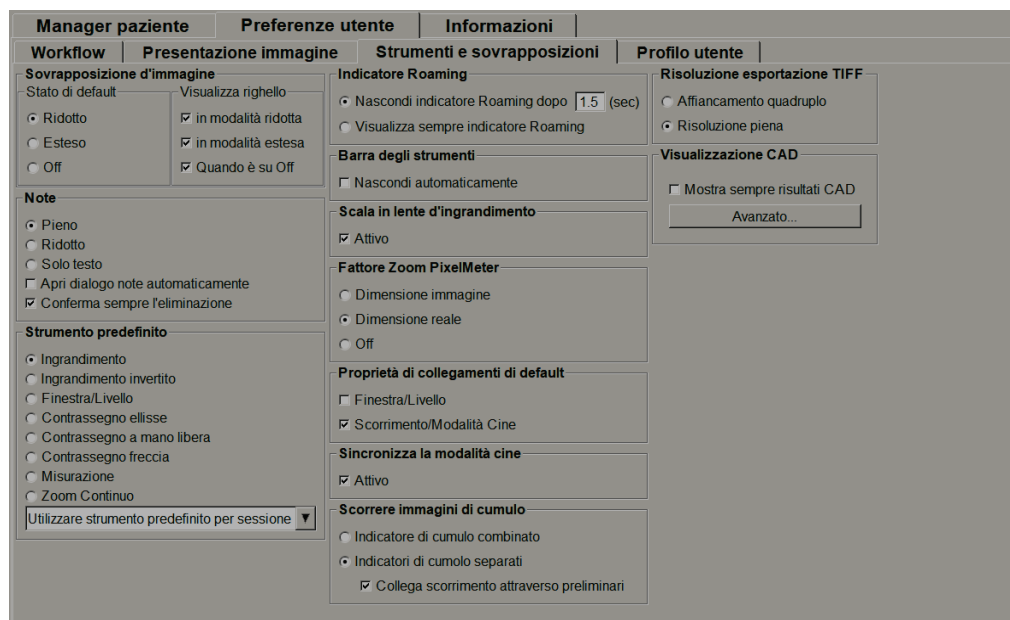 Manager paziente
Preferenze utente
Informazioni
Workflow
Presentazione immagine
Strumenti e sovrapposizioni
Profilo utente
Sovrapposizione d'immagine
Stato di default
Ridotto
Esteso
Off
Visualizza righello
in modalità ridotta
in modalità estesa
Quando è su Off
Note
Pieno
Ridotto
Solo testo
Apri dialogo note automaticamente
Conferma sempre l'eliminazione
Strumento predefinito
Ingrandimento
Ingrandimento invertito
Finestra/Livello
Contrassegno ellisse
Contrassegno a mano libera
Contrassegno freccia
Misurazione
Zoom Continuo
Utilizzare strumento predefinito per sessione
Indicatore Roaming
Nascondi indicatore Roaming dopo 1.5 (sec)
Visualizza sempre indicatore Roaming
Barra degli strumenti
Nascondi automaticamente
Scala in lente d'ingrandimento
Attivo
Fattore Zoom PixelMeter
Dimensione immagine
Dimensione reale
Off
Proprietà di collegamenti di default
Finestra/Livello
Scorrimento/Modalità Cine
Sincronizza la modalità cine
Attivo
Scorrere immagini di cumulo
Indicatore di cumulo combinato
Indicatori di cumolo separati
Collega scorrimento attraverso preliminari
Risoluzione esportazione TIFF
Affiancamento quadruplo
Risoluzione piena
Visualizzazione CAD
Mostra sempre risultati CAD
Avanzato...